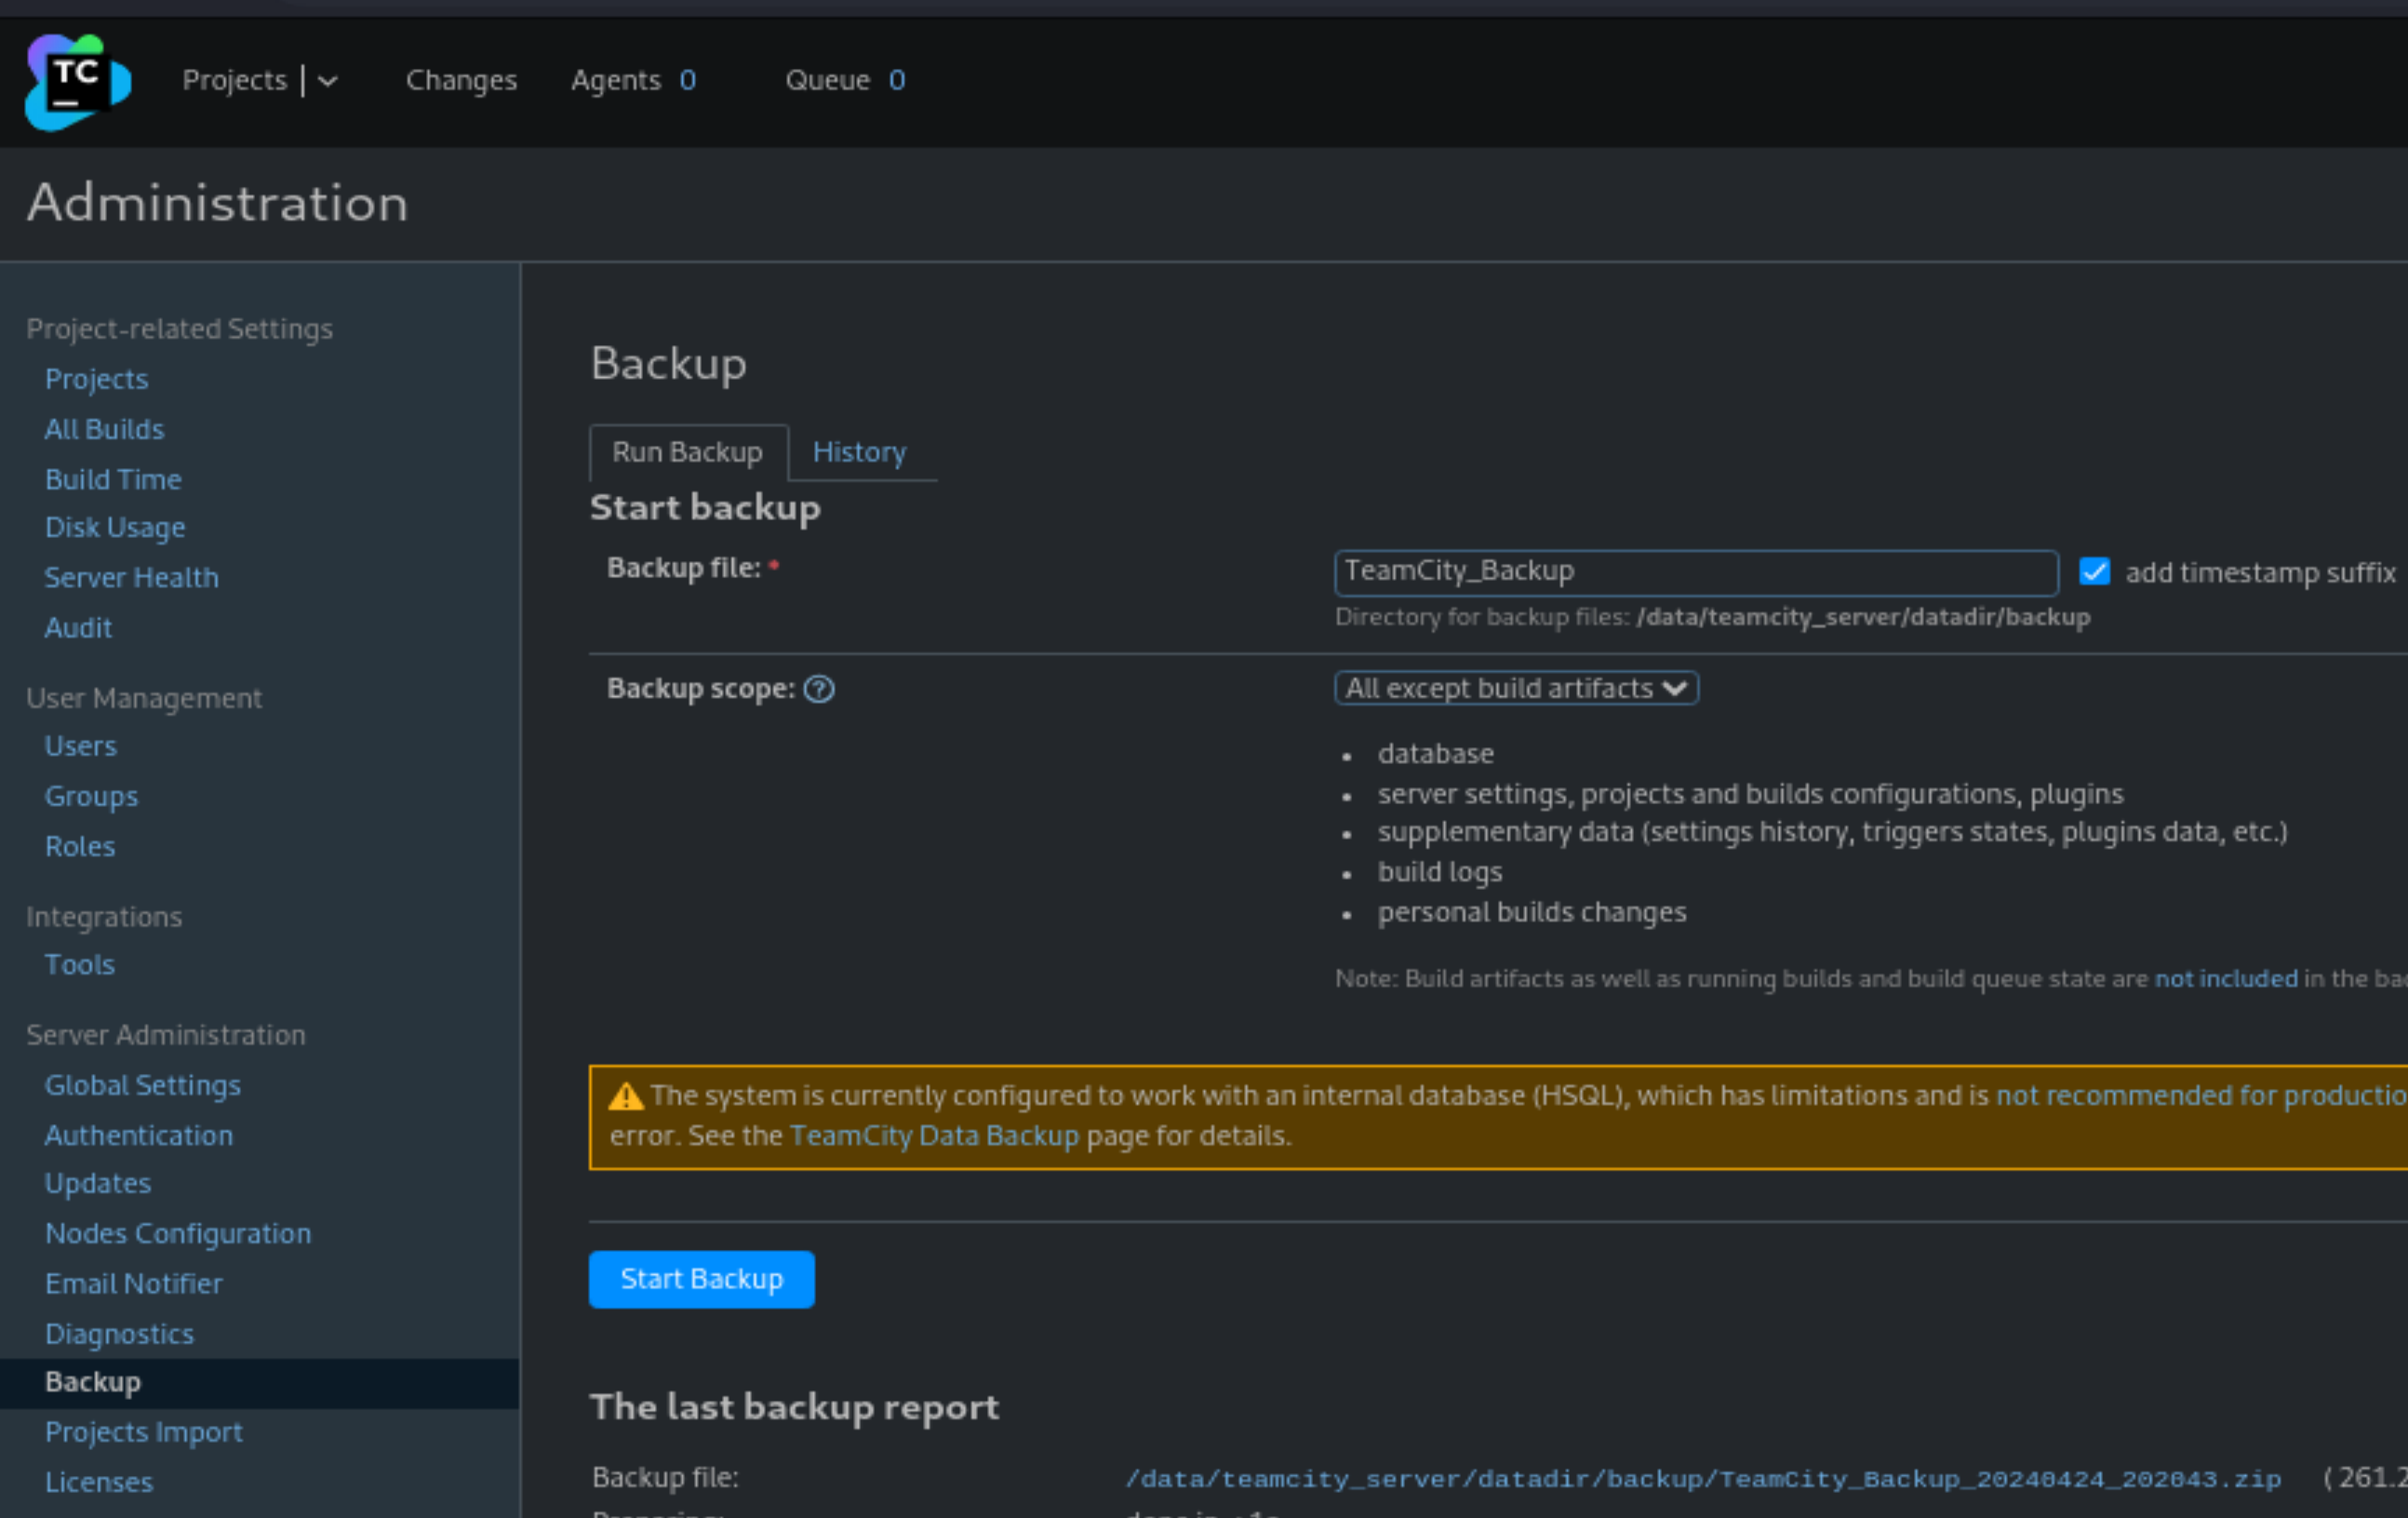 TC
Projects | Changes Agents 0 Queue 0
Administration
Project-related Settings
Projects
All Builds
Build Time
Disk Usage
Server Health
Audit
User Management
Users
Groups
Roles
Integrations
Tools
Server Administration
Global Settings
Authentication
Updates
Nodes Configuration
Email Notifier
Diagnostics
Backup
Projects Import
Licenses
Backup
Run Backup History
Start backup
Backup file: * TeamCity_Backup add timestamp suffix
Directory for backup files: /data/teamcity_server/datadir/backup
Backup scope: ? All except build artifacts
• database
• server settings, projects and builds configurations, plugins
• supplementary data (settings history, triggers states, plugins data, etc.)
• build logs
• personal builds changes
Note: Build artifacts as well as running builds and build queue state are not included in the
The system is currently configured to work with an internal database (HSQL), which has limitations and is not recommended for
error. See the TeamCity Data Backup page for details.
Start Backup
The last backup report
Backup file: /data/teamcity_server/datadir/backup/TeamCity_Backup_20240424_202043.zip (261.2